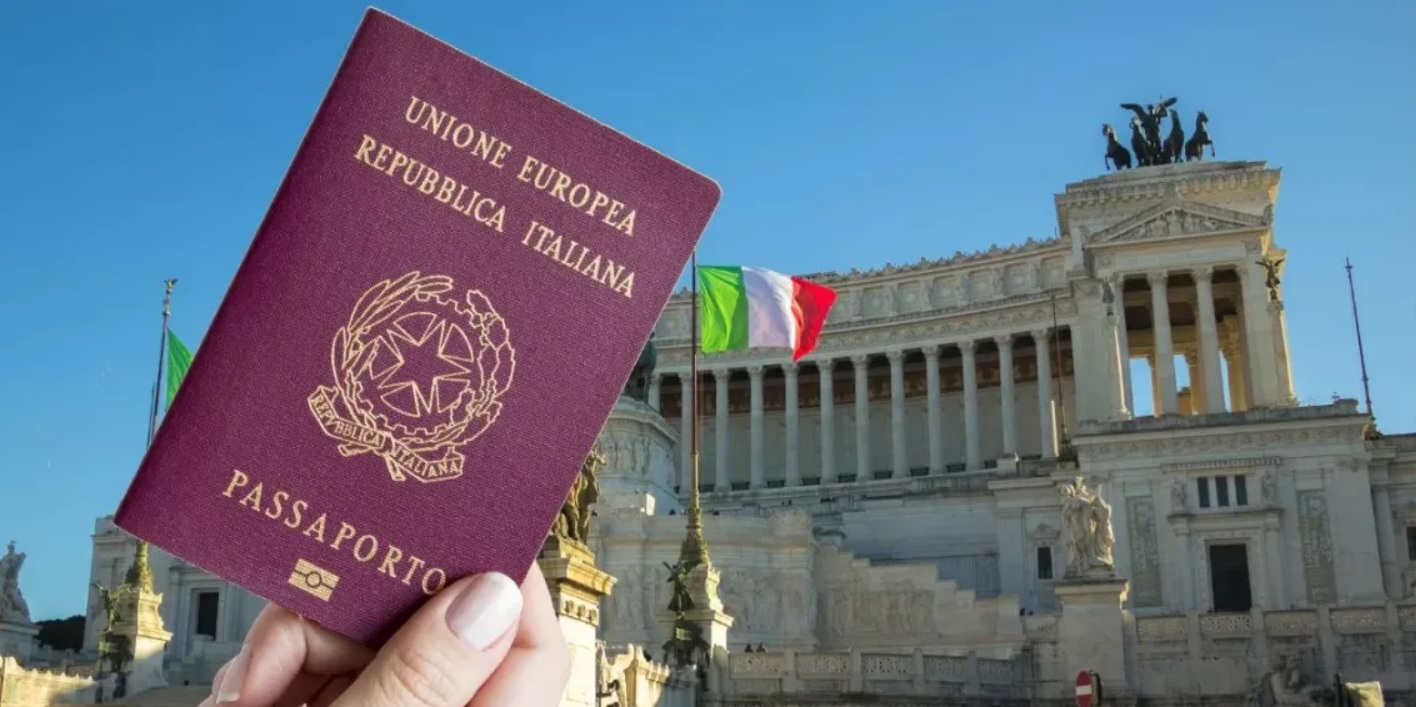 UNIONE EUROPEA
REPUBBLICA ITALIANA
REPUBBLICA ITALIANA
PASSAPORTO